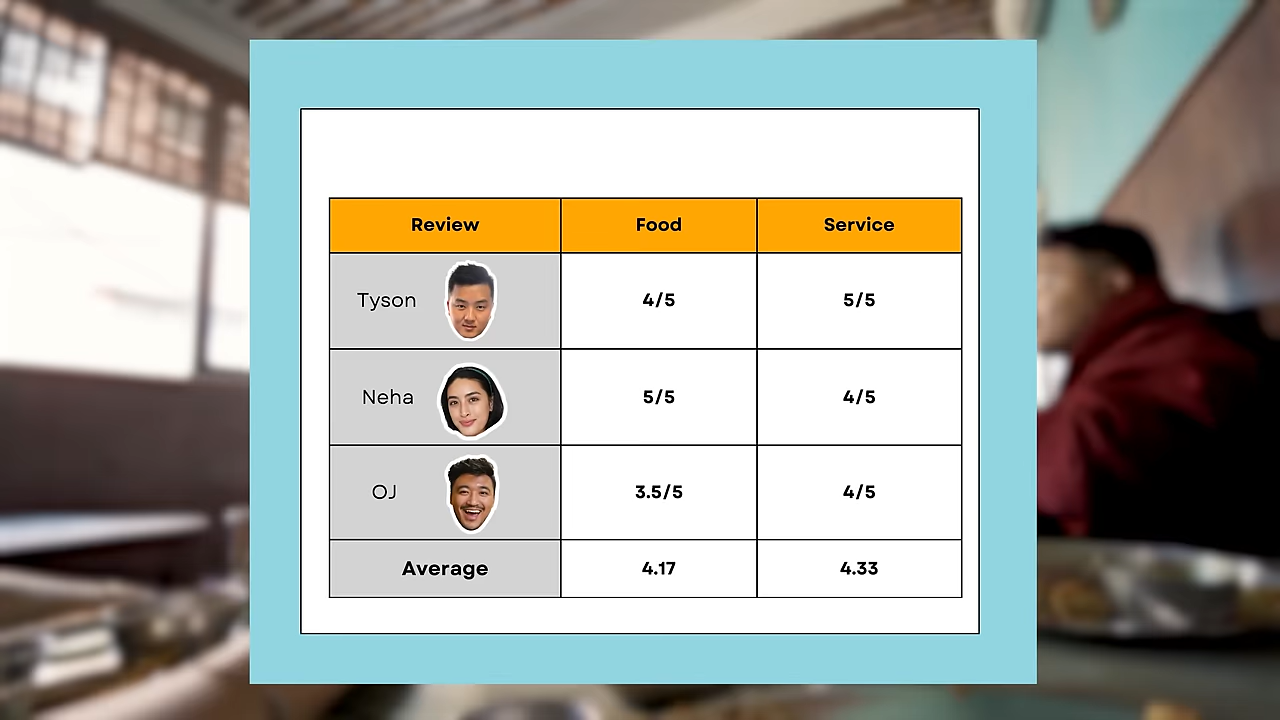 Review Food Service
Tyson 4/5 5/5
Neha 5/5 4/5
OJ 3.5/5 4/5
Average 4.17 4.33